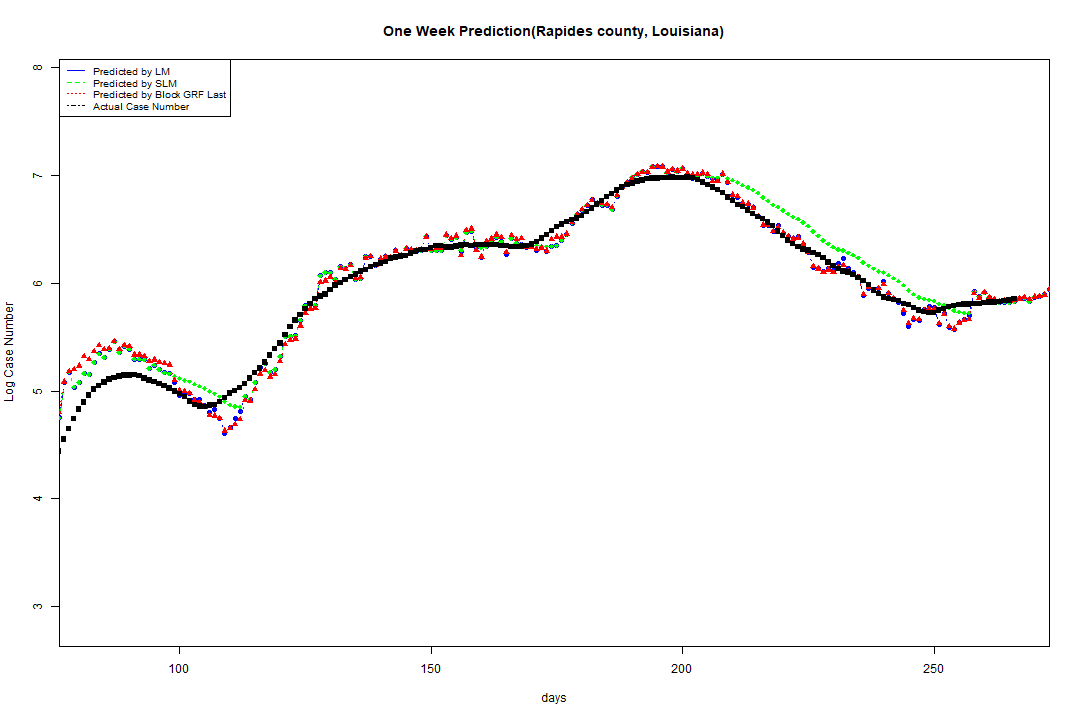 One Week Prediction(Rapides county, Louisiana)
Predicted by LM
Predicted by SLM
Predicted by Block GRF Last
Actual Case Number
8
7
6
5
4
3
Log Case Number
100 150 200 250
days